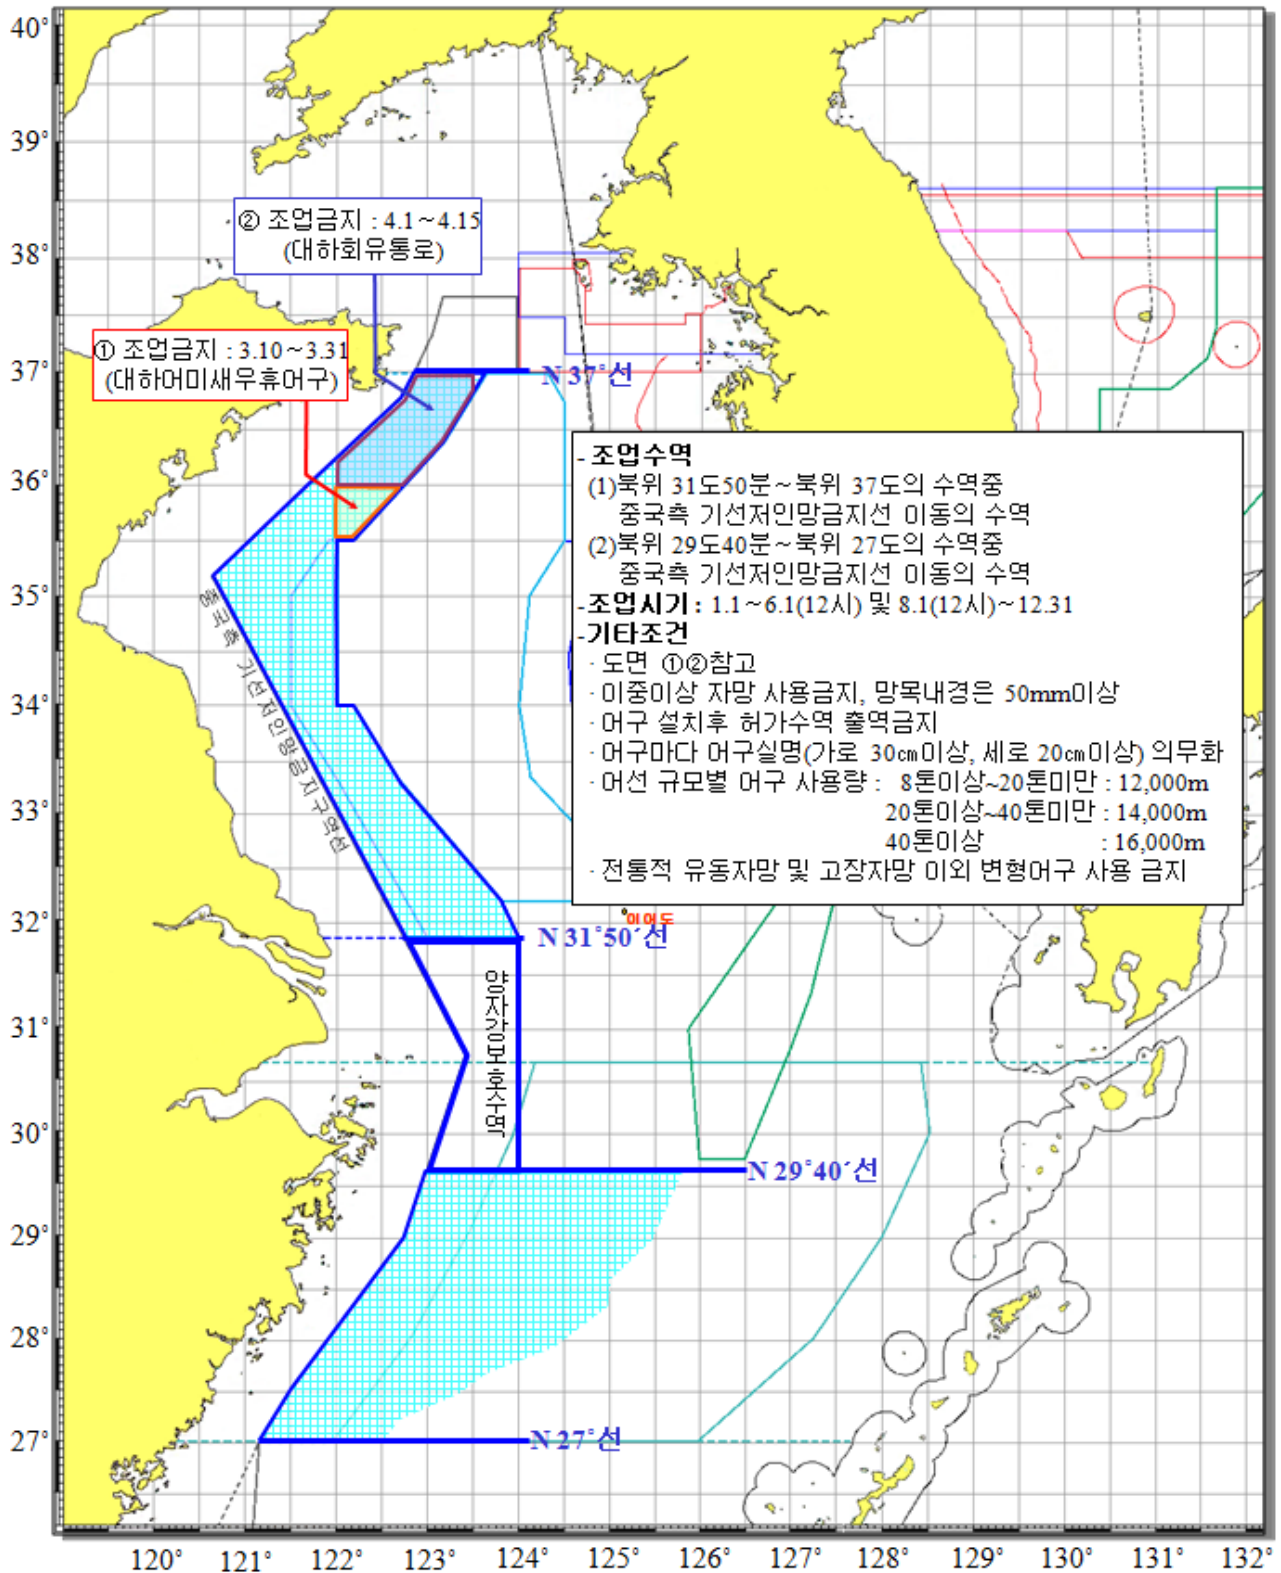 40°
39°
38°
37°
36°
35°
34°
33°
32°
31°
30°
29°
28°
27°
② 조업금지 : 4.1~4.15
(대하회유통로)
① 조업금지 : 3.10~3.31
(대하어미새우휴어구)
N 37°선
- 조업수역
(1)북위 31도50분~북위 37도의 수역중
중국측 기선저인망금지선 이동의 수역
(2)북위 29도40분~북위 27도의 수역중
중국측 기선저인망금지선 이동의 수역
-조업시기 : 1.1~6.1(12시) 및 8.1(12시)~12.31
-기타조건
· 도면 ①②참고
· 이중이상 자망 사용금지, 망목내경은 50mm이상
· 어구 설치후 허가수역 출역금지
· 어구마다 어구실명(가로 30㎝이상, 세로 20㎝이상) 의무화
· 어선 규모별 어구 사용량 : 8톤이상~20톤미만 : 12,000m
20톤이상~40톤미만 : 14,000m
40톤이상 : 16,000m
· 전통적 유동자망 및 고장자망 이외 변형어구 사용 금지
중국측 기선저인망금지구역선
이어도
N 31°50´선
양자강보호수역
N 29°40´선
N 27°선
120° 121° 122° 123° 124° 125° 126° 127° 128° 129° 130° 131° 132°